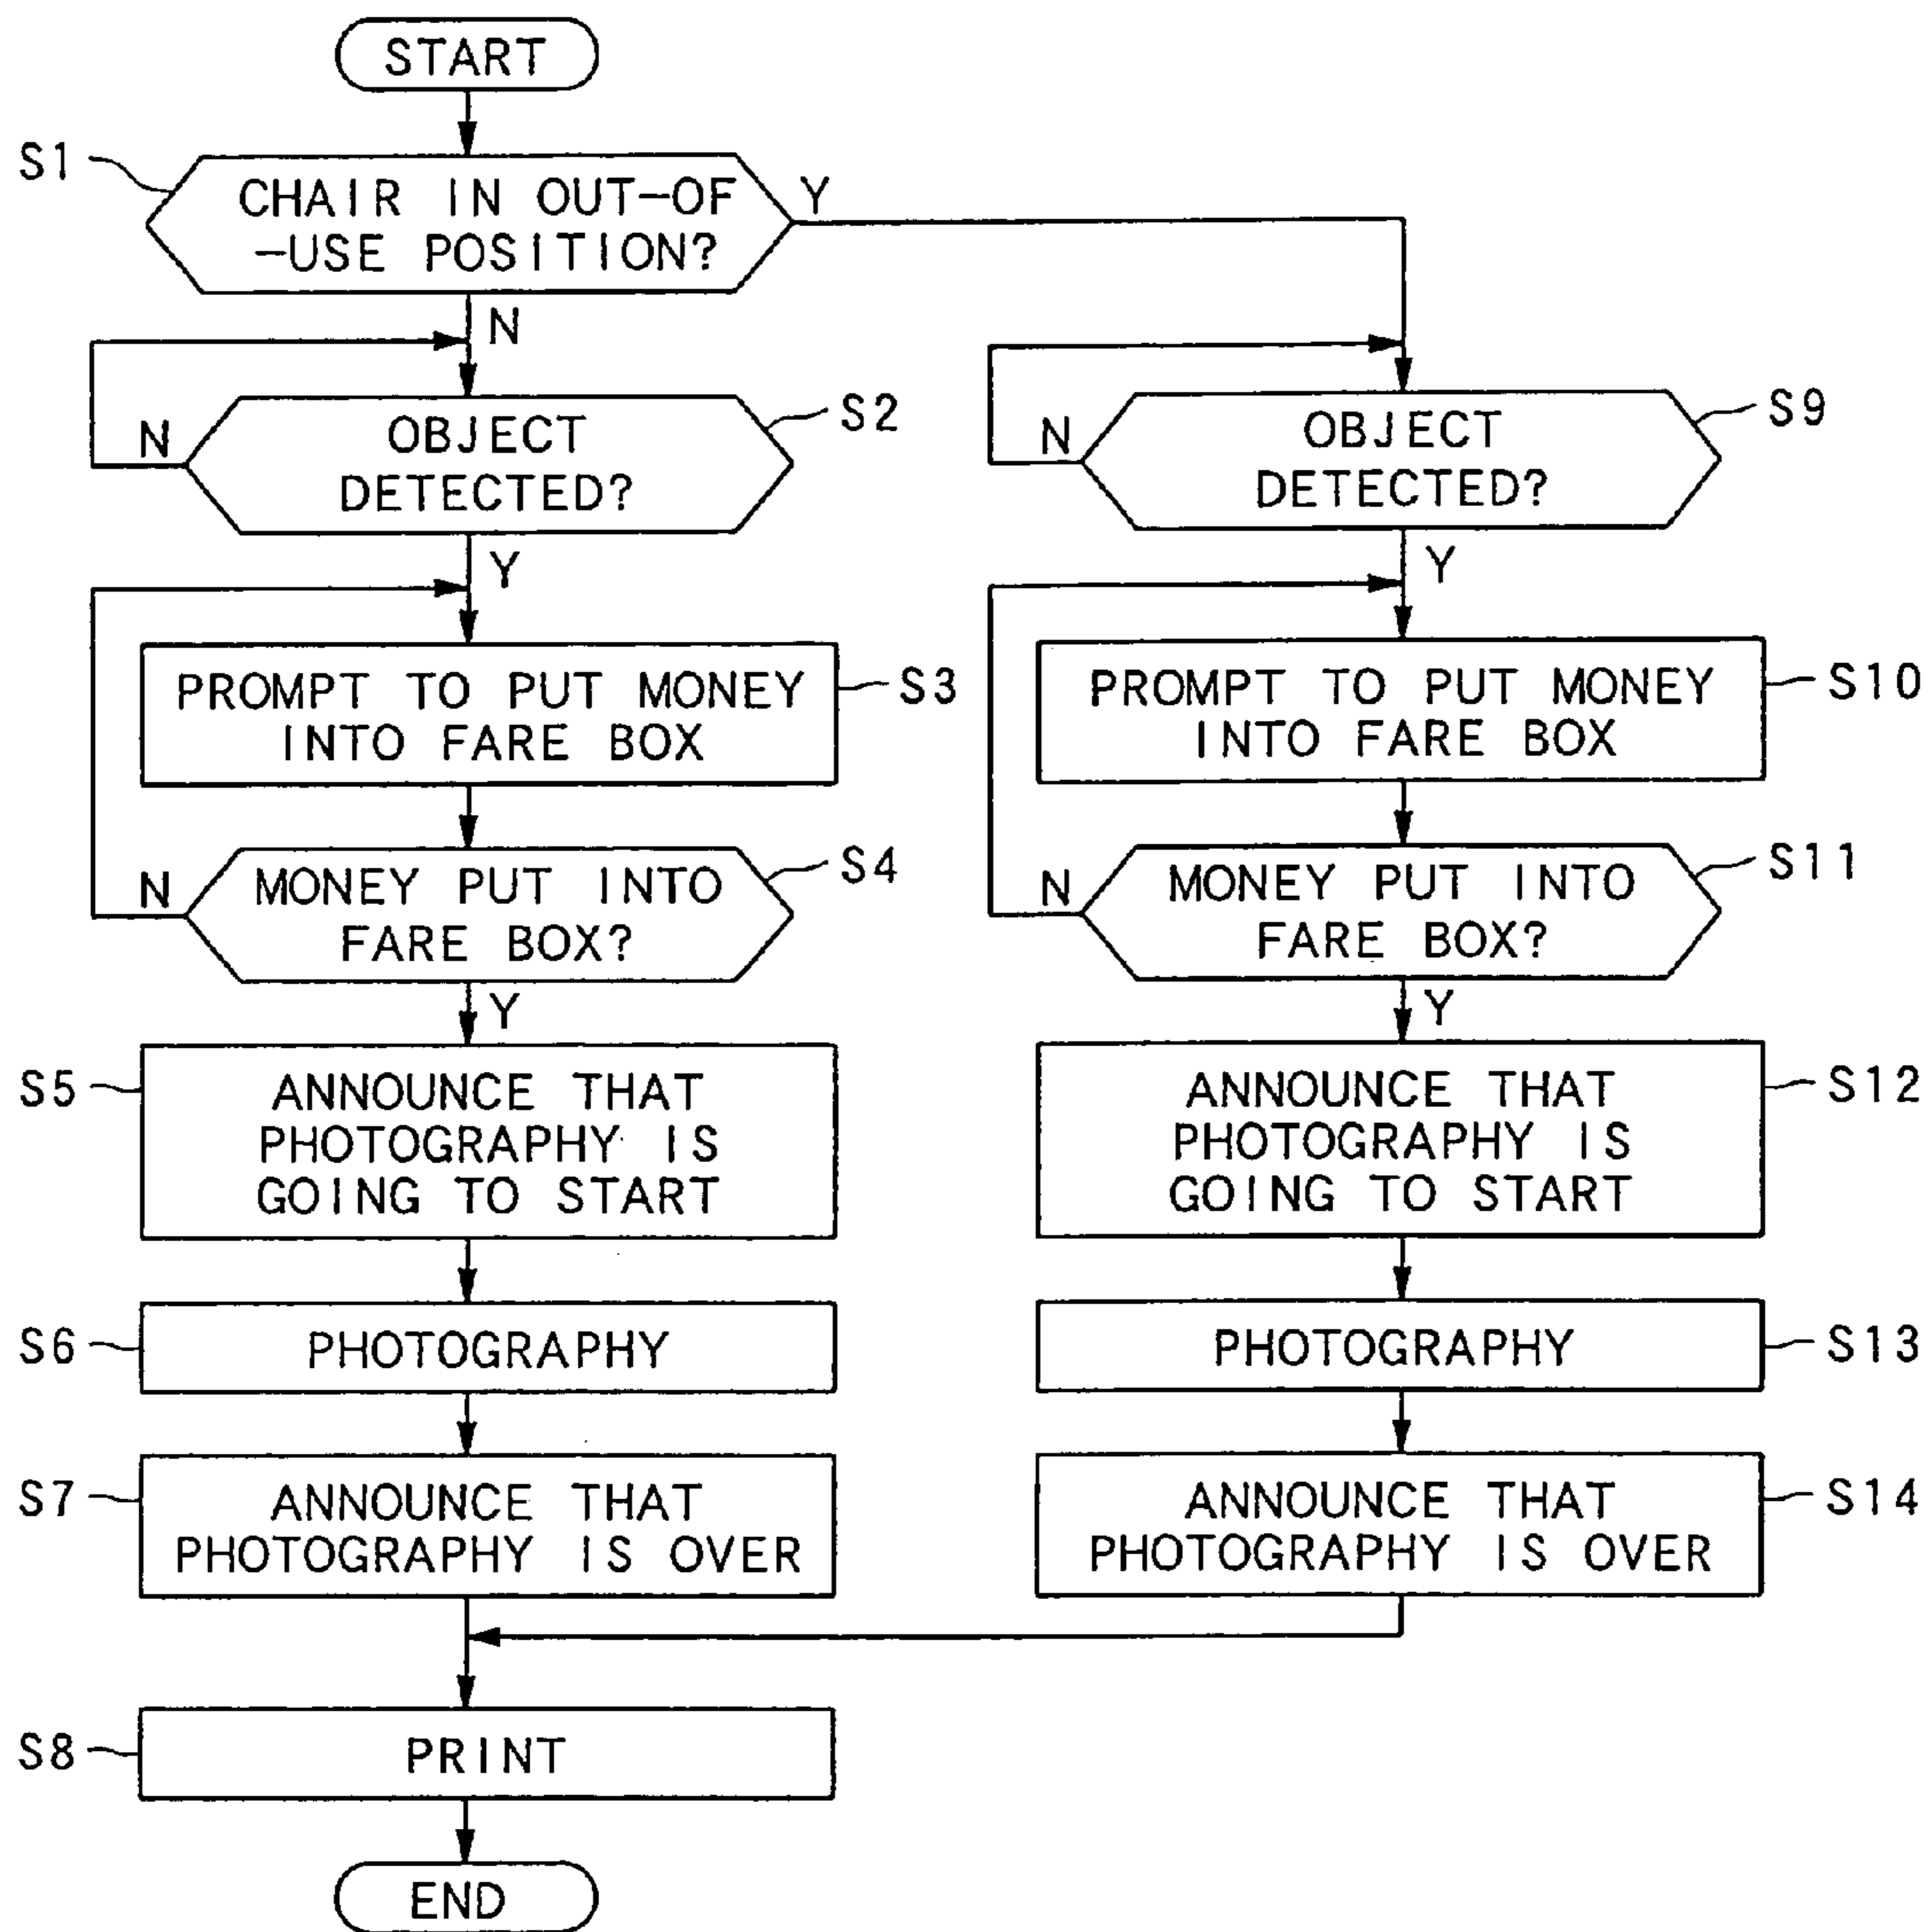 START
S1
CHAIR IN OUT-OF
-USE POSITION?
Y
N
OBJECT
DETECTED?
S2
N
Y
PROMPT TO PUT MONEY
INTO FARE BOX
S3
MONEY PUT INTO
FARE BOX?
S4
N
Y
S5
ANNOUNCE THAT
PHOTOGRAPHY IS
GOING TO START
S6
PHOTOGRAPHY
S7
ANNOUNCE THAT
PHOTOGRAPHY IS OVER
S8
PRINT
END
OBJECT
DETECTED?
S9
N
Y
PROMPT TO PUT MONEY
INTO FARE BOX
S10
MONEY PUT INTO
FARE BOX?
S11
N
Y
ANNOUNCE THAT
PHOTOGRAPHY IS
GOING TO START
S12
PHOTOGRAPHY
S13
ANNOUNCE THAT
PHOTOGRAPHY IS OVER
S14